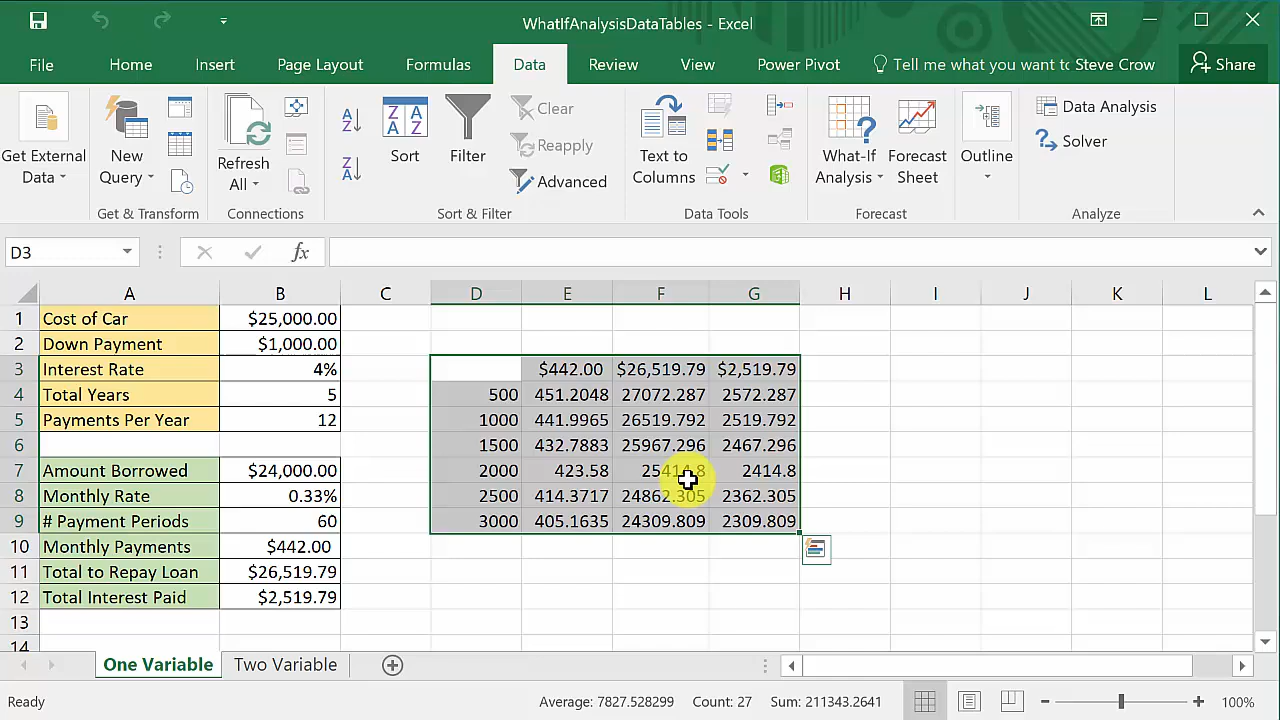 WhatIfAnalysisDataTables - Excel
File Home Insert Page Layout Formulas Data Review View Power Pivot Tell me what you want to Steve Crow Share
Get External Data
New Query
Get & Transform
Refresh All
Connections
Sort
Filter
Clear
Reapply
Advanced
Sort & Filter
Text to Columns
Data Tools
What-If Analysis
Forecast Sheet
Forecast
Outline
Data Analysis
Solver
Analyze
D3 fx
A B C D E F G H I J K L
1 Cost of Car $25,000.00
2 Down Payment $1,000.00
3 Interest Rate 4% $442.00 $26,519.79 $2,519.79
4 Total Years 5 500 451.2048 27072.287 2572.287
5 Payments Per Year 12 1000 441.9965 26519.792 2519.792
6 1500 432.7883 25967.296 2467.296
7 Amount Borrowed $24,000.00 2000 423.58 25414.8 2414.8
8 Monthly Rate 0.33% 2500 414.3717 24862.305 2362.305
9 # Payment Periods 60 3000 405.1635 24309.809 2309.809
10 Monthly Payments $442.00
11 Total to Repay Loan $26,519.79
12 Total Interest Paid $2,519.79
13
14
One Variable Two Variable
Ready Average: 7827.528299 Count: 27 Sum: 211343.2641 100%